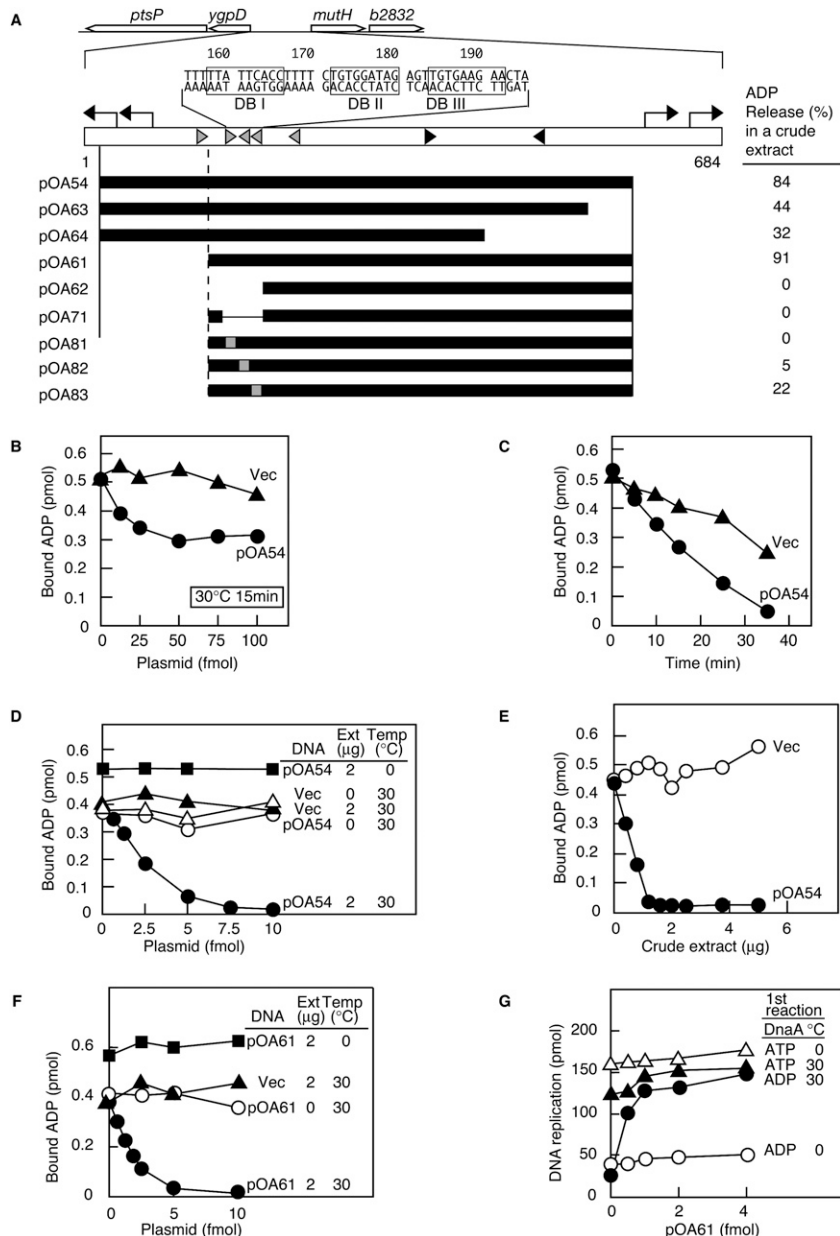 A
ptsP ygpD mutH b2832
160 170 180 190
TTTTTA TTCACCTTTT CTGTGGATAG AGTTGTGAAG AACTA
AAAAAT AAGTGGAAAA GACACCTATC TCAACACTTC TTGAT
DB I DB II DB III
ADP
Release (%)
in a crude
extract
1 684
pOA54 84
pOA63 44
pOA64 32
pOA61 91
pOA62 0
pOA71 0
pOA81 0
pOA82 5
pOA83 22
B
Bound ADP (pmol)
0.6
0.5
0.4
0.3
0.2
0.1
0
Vec
pOA54
30°C 15min
0 25 50 75 100
Plasmid (fmol)
C
Bound ADP (pmol)
0.6
0.5
0.4
0.3
0.2
0.1
0
Vec
pOA54
0 10 20 30 40
Time (min)
D
Bound ADP (pmol)
0.6
0.5
0.4
0.3
0.2
0.1
0
Ext Temp
DNA (μg) (°C)
pOA54 2 0
Vec 0 30
Vec 2 30
pOA54 0 30
pOA54 2 30
0 2.5 5 7.5 10
Plasmid (fmol)
E
Bound ADP (pmol)
0.6
0.5
0.4
0.3
0.2
0.1
0
Vec
pOA54
0 2 4 6
Crude extract (μg)
F
Bound ADP (pmol)
0.6
0.4
0.2
0
Ext Temp
DNA (μg) (°C)
pOA61 2 0
Vec 2 30
pOA61 0 30
pOA61 2 30
0 5 10
Plasmid (fmol)
G
DNA replication (pmol)
200
150
100
50
0
1st
reaction
DnaA °C
ATP 0
ATP 30
ADP 30
ADP 0
0 2 4
pOA61 (fmol)